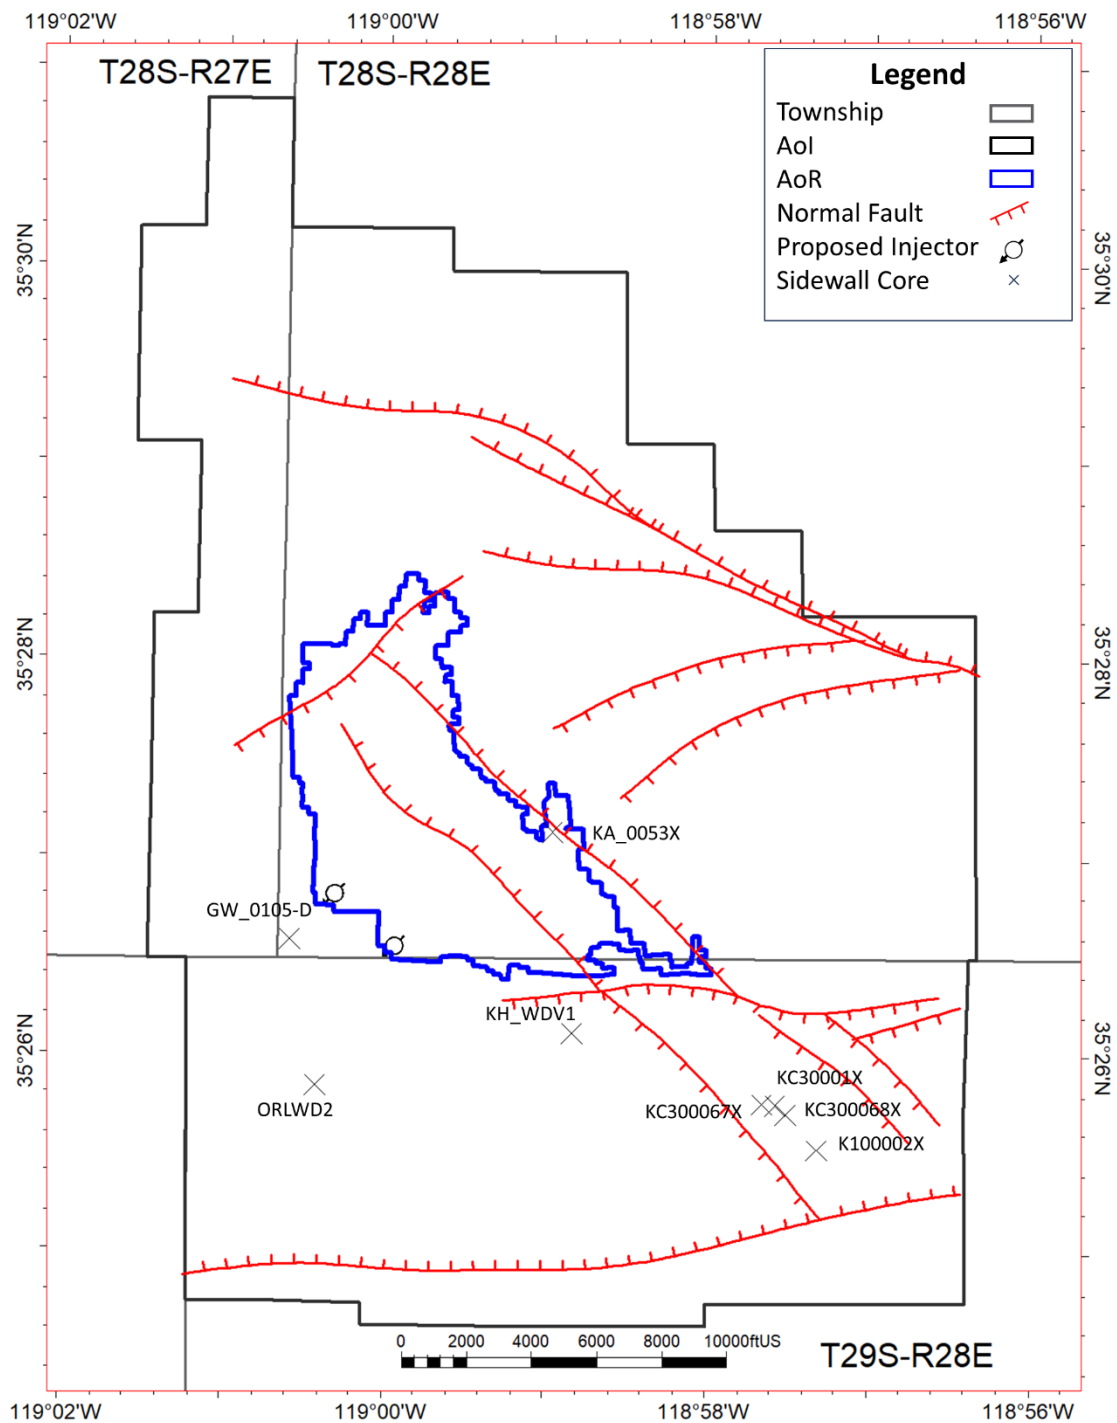 119°02'W 119°00'W 118°58'W 118°56'W
T28S-R27E T28S-R28E
Legend
Township
AoI
AoR
Normal Fault
Proposed Injector
Sidewall Core
35°30'N 35°30'N
35°28'N 35°28'N
KA_0053X
GW_0105-D
KH_WDV1
35°26'N 35°26'N
KC30001X
ORLWD2
KC300067X KC300068X
K100002X
0 2000 4000 6000 8000 10000ftUS
T29S-R28E
119°02'W 119°00'W 118°58'W 118°56'W